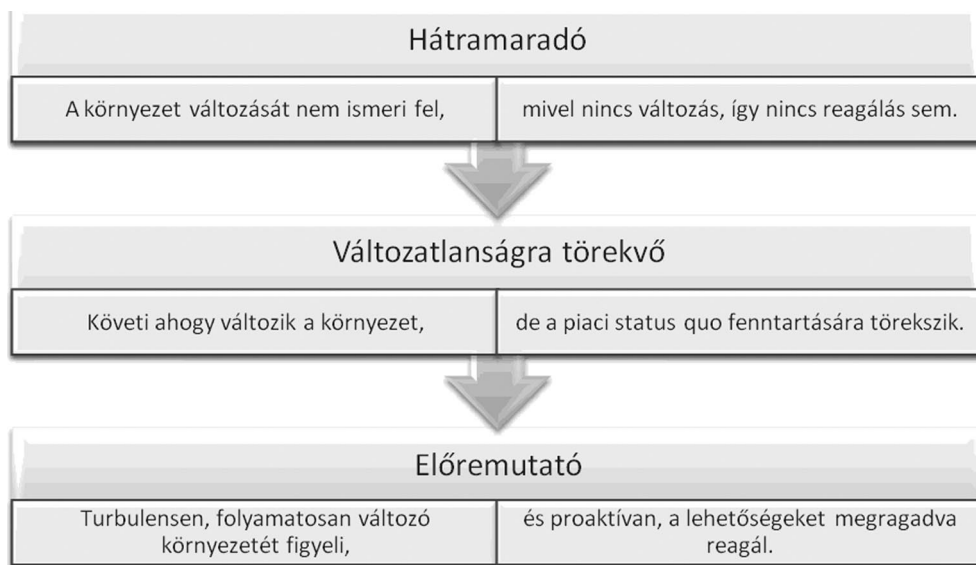 Hátramaradó
A környezet változását nem ismeri fel,
mivel nincs változás, így nincs reagálás sem.
Változatlanságra törekvő
Követi ahogy változik a környezet,
de a piaci status quo fenntartására törekszik.
Előremutató
Turbulensen, folyamatosan változó
környezetét figyeli,
és proaktívan, a lehetőségeket megragadva
reagál.